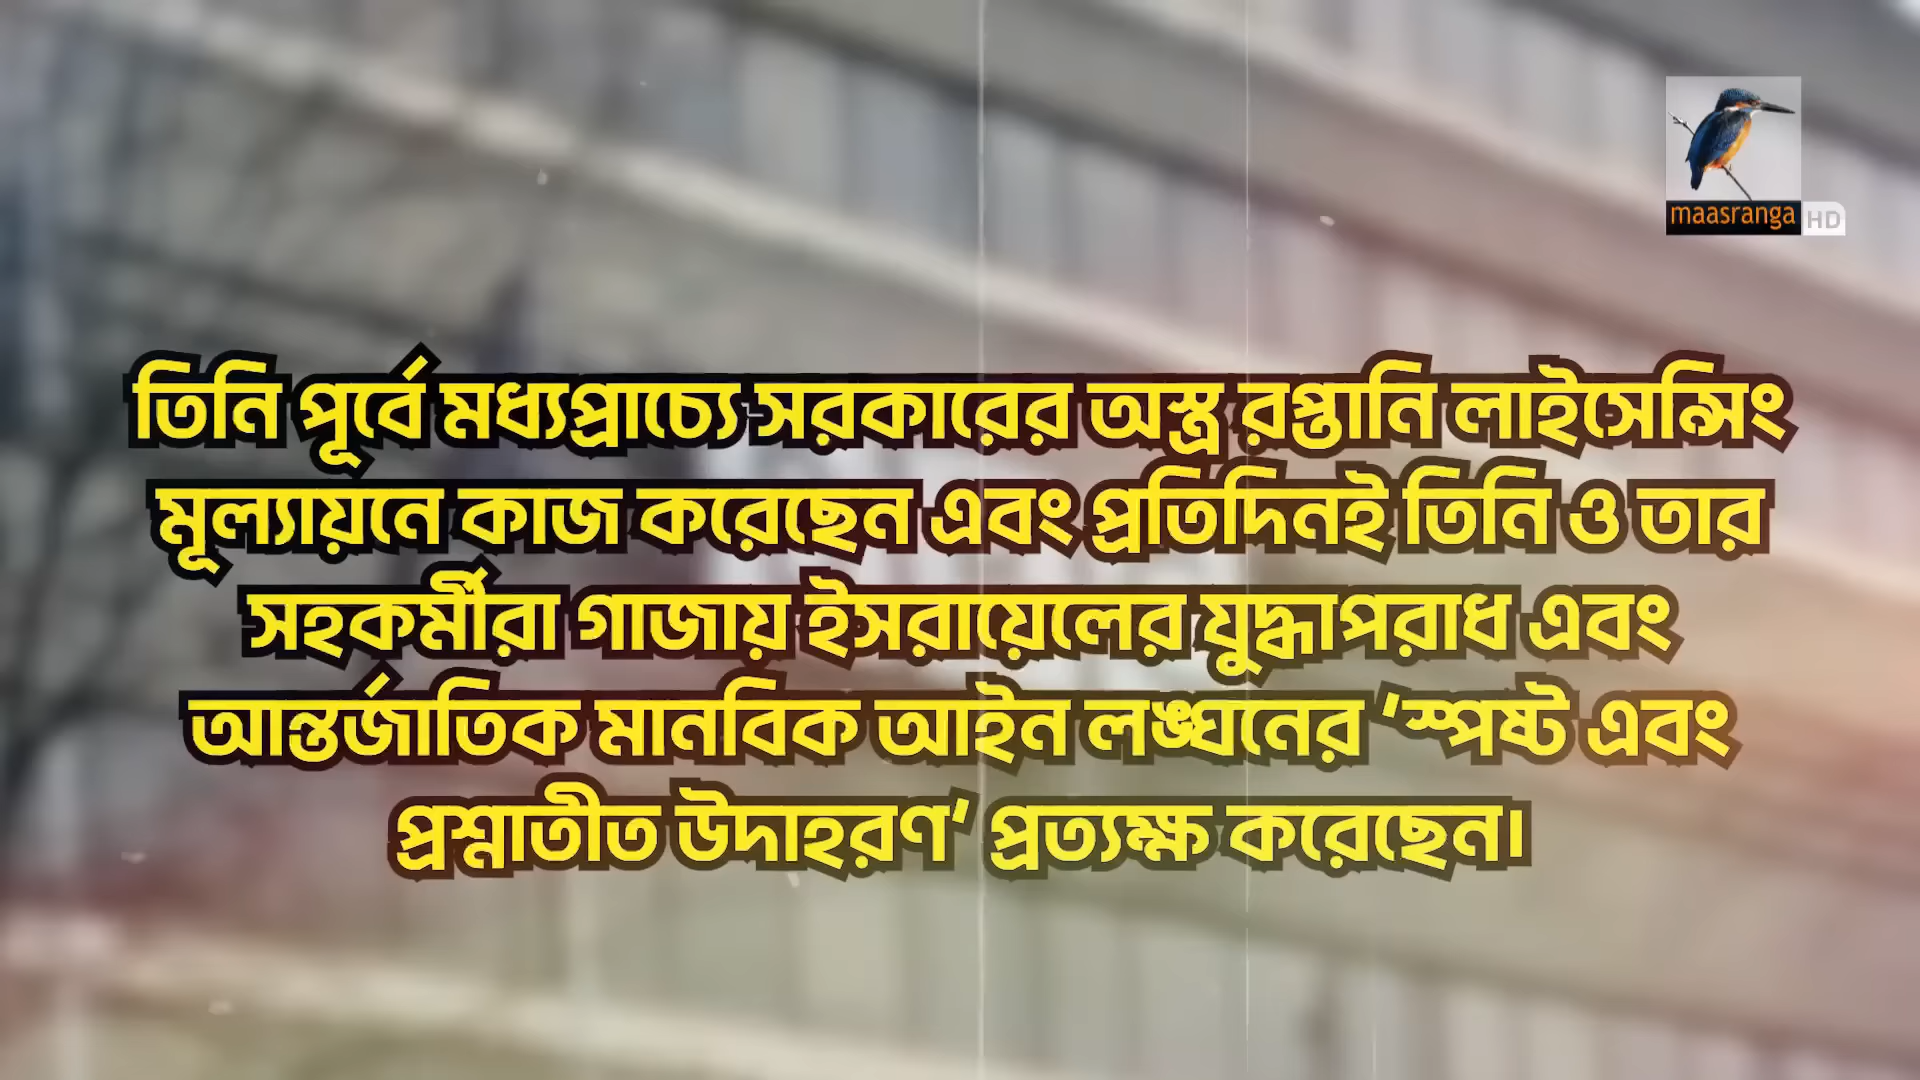 maasranga HD
তিনি পূর্বে মধ্যপ্রাচ্যে সরকারের অস্ত্র রপ্তানি লাইসেন্সিং
মূল্যায়নে কাজ করেছেন এবং প্রতিদিনই তিনি ও তার
সহকর্মীরা গাজায় ইসরায়েলের যুদ্ধাপরাধ এবং
আন্তর্জাতিক মানবিক আইন লঙ্ঘনের ’স্পষ্ট এবং
প্রশ্নাতীত উদাহরণ’ প্রত্যক্ষ করেছেন।